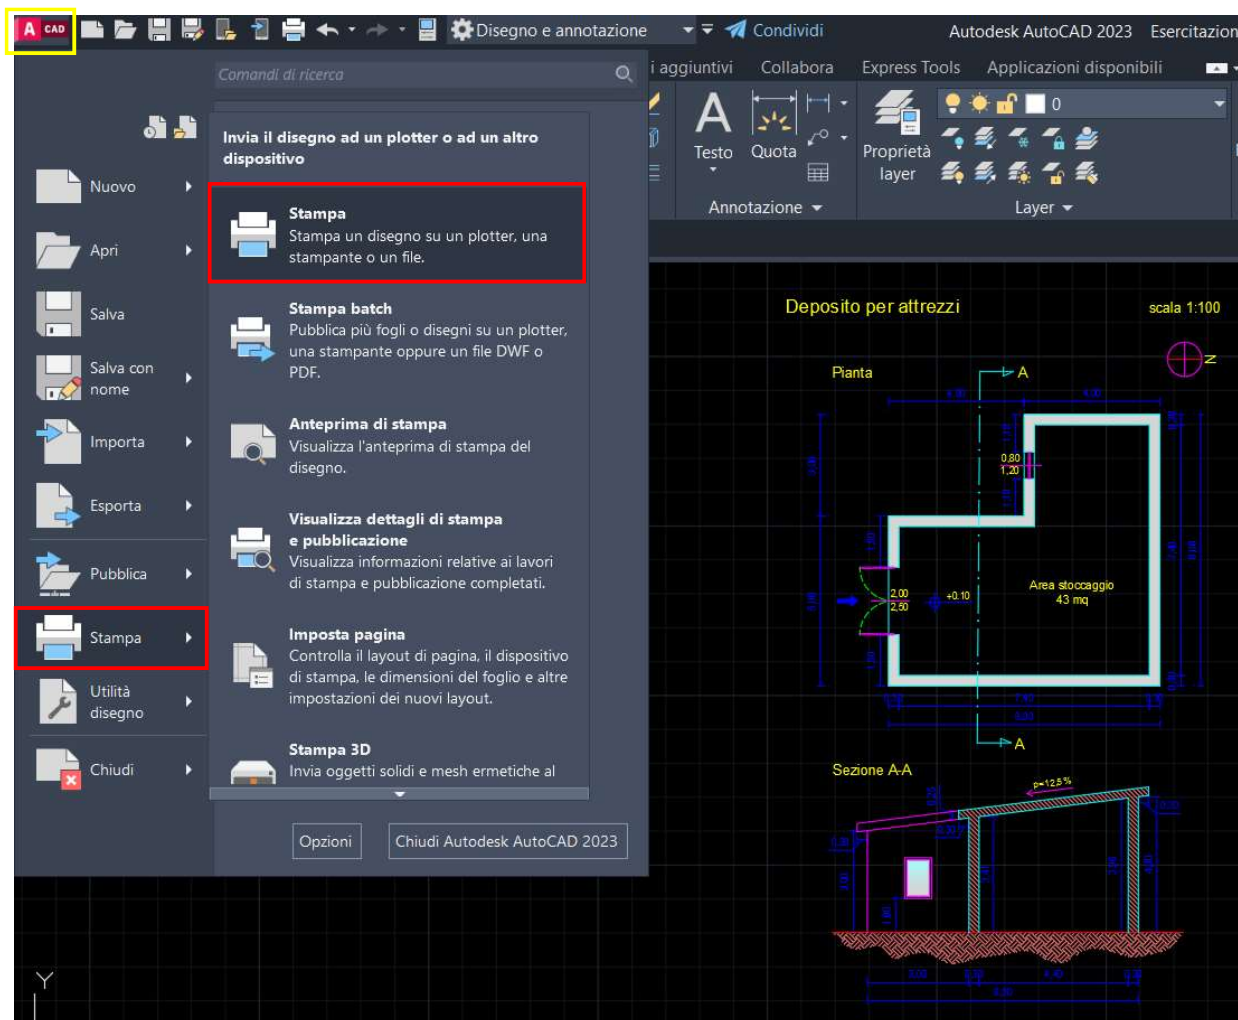 A CAD
Disegno e annotazione
Condividi
Autodesk AutoCAD 2023 Esercitazion
Comandi di ricerca
i aggiuntivi Collabora Express Tools Applicazioni disponibili
0
Testo
Quota
Proprietà
layer
Annotazione
Layer
Nuovo
Apri
Salva
Salva con
nome
Importa
Esporta
Pubblica
Stampa
Utilità
disegno
Chiudi
Invia il disegno ad un plotter o ad un altro
dispositivo
Stampa
Stampa un disegno su un plotter, una
stampante o un file.
Stampa batch
Pubblica più fogli o disegni su un plotter,
una stampante oppure un file DWF o
PDF.
Anteprima di stampa
Visualizza l'anteprima di stampa del
disegno.
Visualizza dettagli di stampa
e pubblicazione
Visualizza informazioni relative ai lavori
di stampa e pubblicazione completati.
Imposta pagina
Controlla il layout di pagina, il dispositivo
di stampa, le dimensioni del foglio e altre
impostazioni dei nuovi layout.
Stampa 3D
Invia oggetti solidi e mesh ermetiche al
Opzioni
Chiudi Autodesk AutoCAD 2023
Deposito per attrezzi
scala 1:100
N
Pianta
A
4,00
0,80
1,20
2,00
2,50
+0.10
Area stoccaggio
43 mq
A
Sezione A-A
p=12,5%
Y